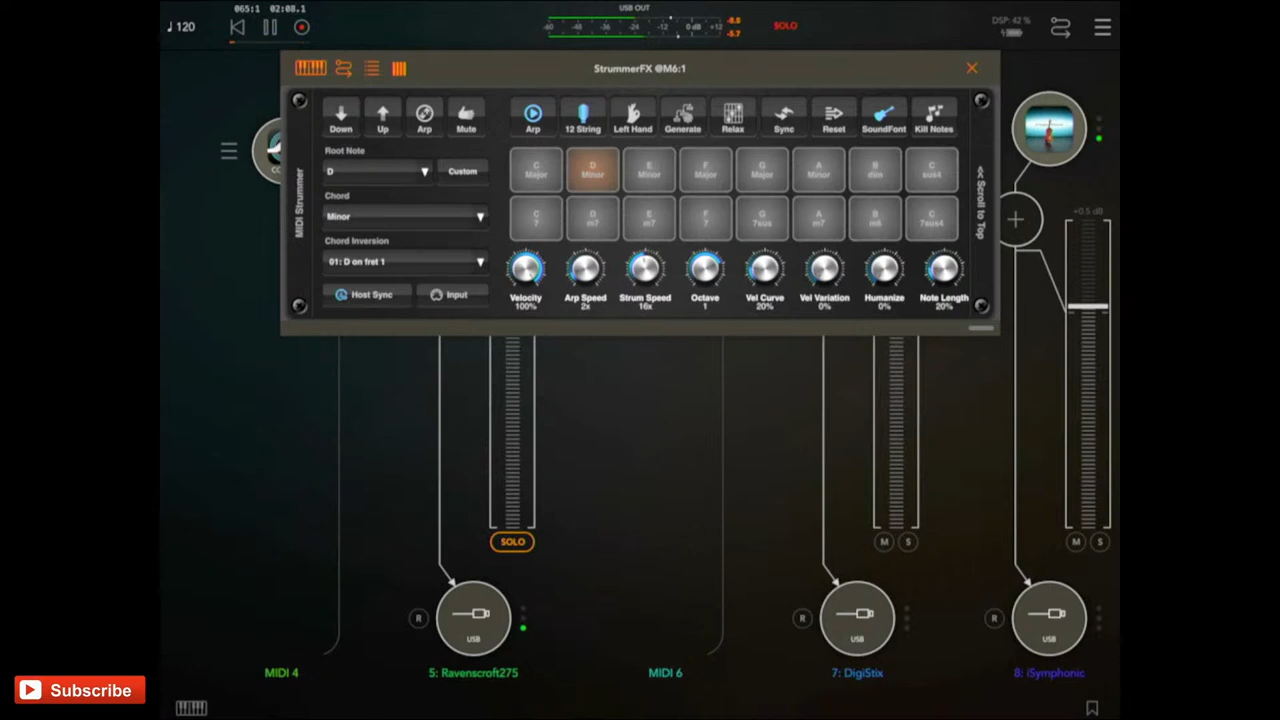 065:1 02:08.1
♩ 120
USB OUT
-60 -48 -36 -24 -12 0 dB +12
-8.8
-5.7
SOLO
DSP: 42 %
StrummerFX @M6:1
Down Up Arp Mute
Arp 12 String Left Hand Generate Relax Sync Reset SoundFont Kill Notes
MIDI Strummer
Root Note
D
Custom
Chord
Minor
Chord Inversion
01: D on fret 1
Host Sync
Input
C Major
D Minor
E Minor
F Major
G Major
A Minor
B dim
C sus4
C 7
D m7
E m7
F 7
G 7sus
A m7
B m6
C 7sus4
Velocity Arp Speed Strum Speed Octave Vel Curve Vel Variation Humanize Note Length
100% 2x 16x 1 20% 0% 0% 20%
<< Scroll to Top
+0.5 dB
SOLO
M S
M S
R
USB
R
USB
R
USB
MIDI 4
5: Ravenscroft275
MIDI 6
7: DigiStix
8: iSymphonic
Subscribe